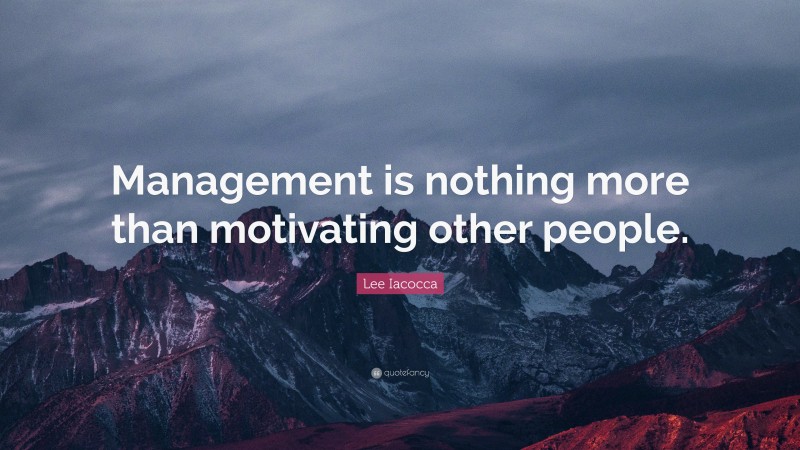 Management is nothing more
than motivating other people.
Lee Iacocca
quotefancy